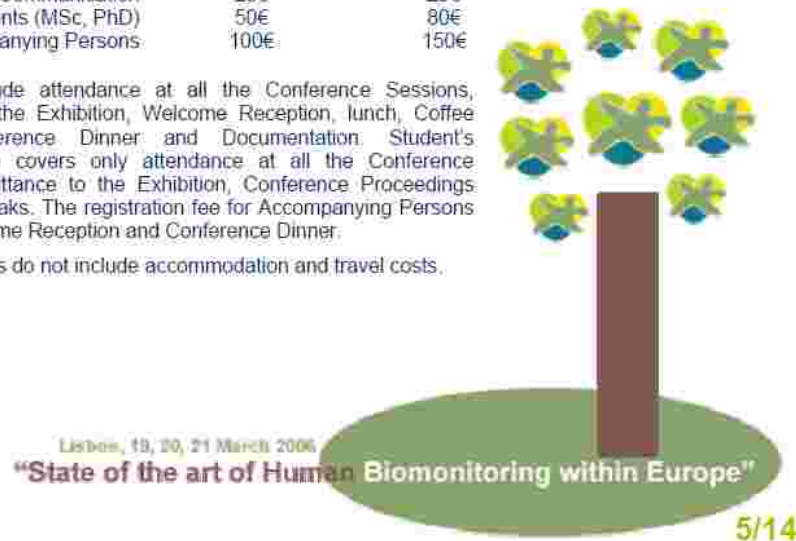 nts (MSc, PhD) 50€ 80€
anying Persons 100€ 150€
ude attendance at all the Conference Sessions,
the Exhibition, Welcome Reception, lunch, Coffee
erence Dinner and Documentation. Student's
covers only attendance at all the Conference
ittance to the Exhibition, Conference Proceedings
aks. The registration fee for Accompanying Persons
me Reception and Conference Dinner.
s do not include accommodation and travel costs.
Lisbon, 19, 20, 21 March 2006
“State of the art of Human Biomonitoring within Europe”
5/14